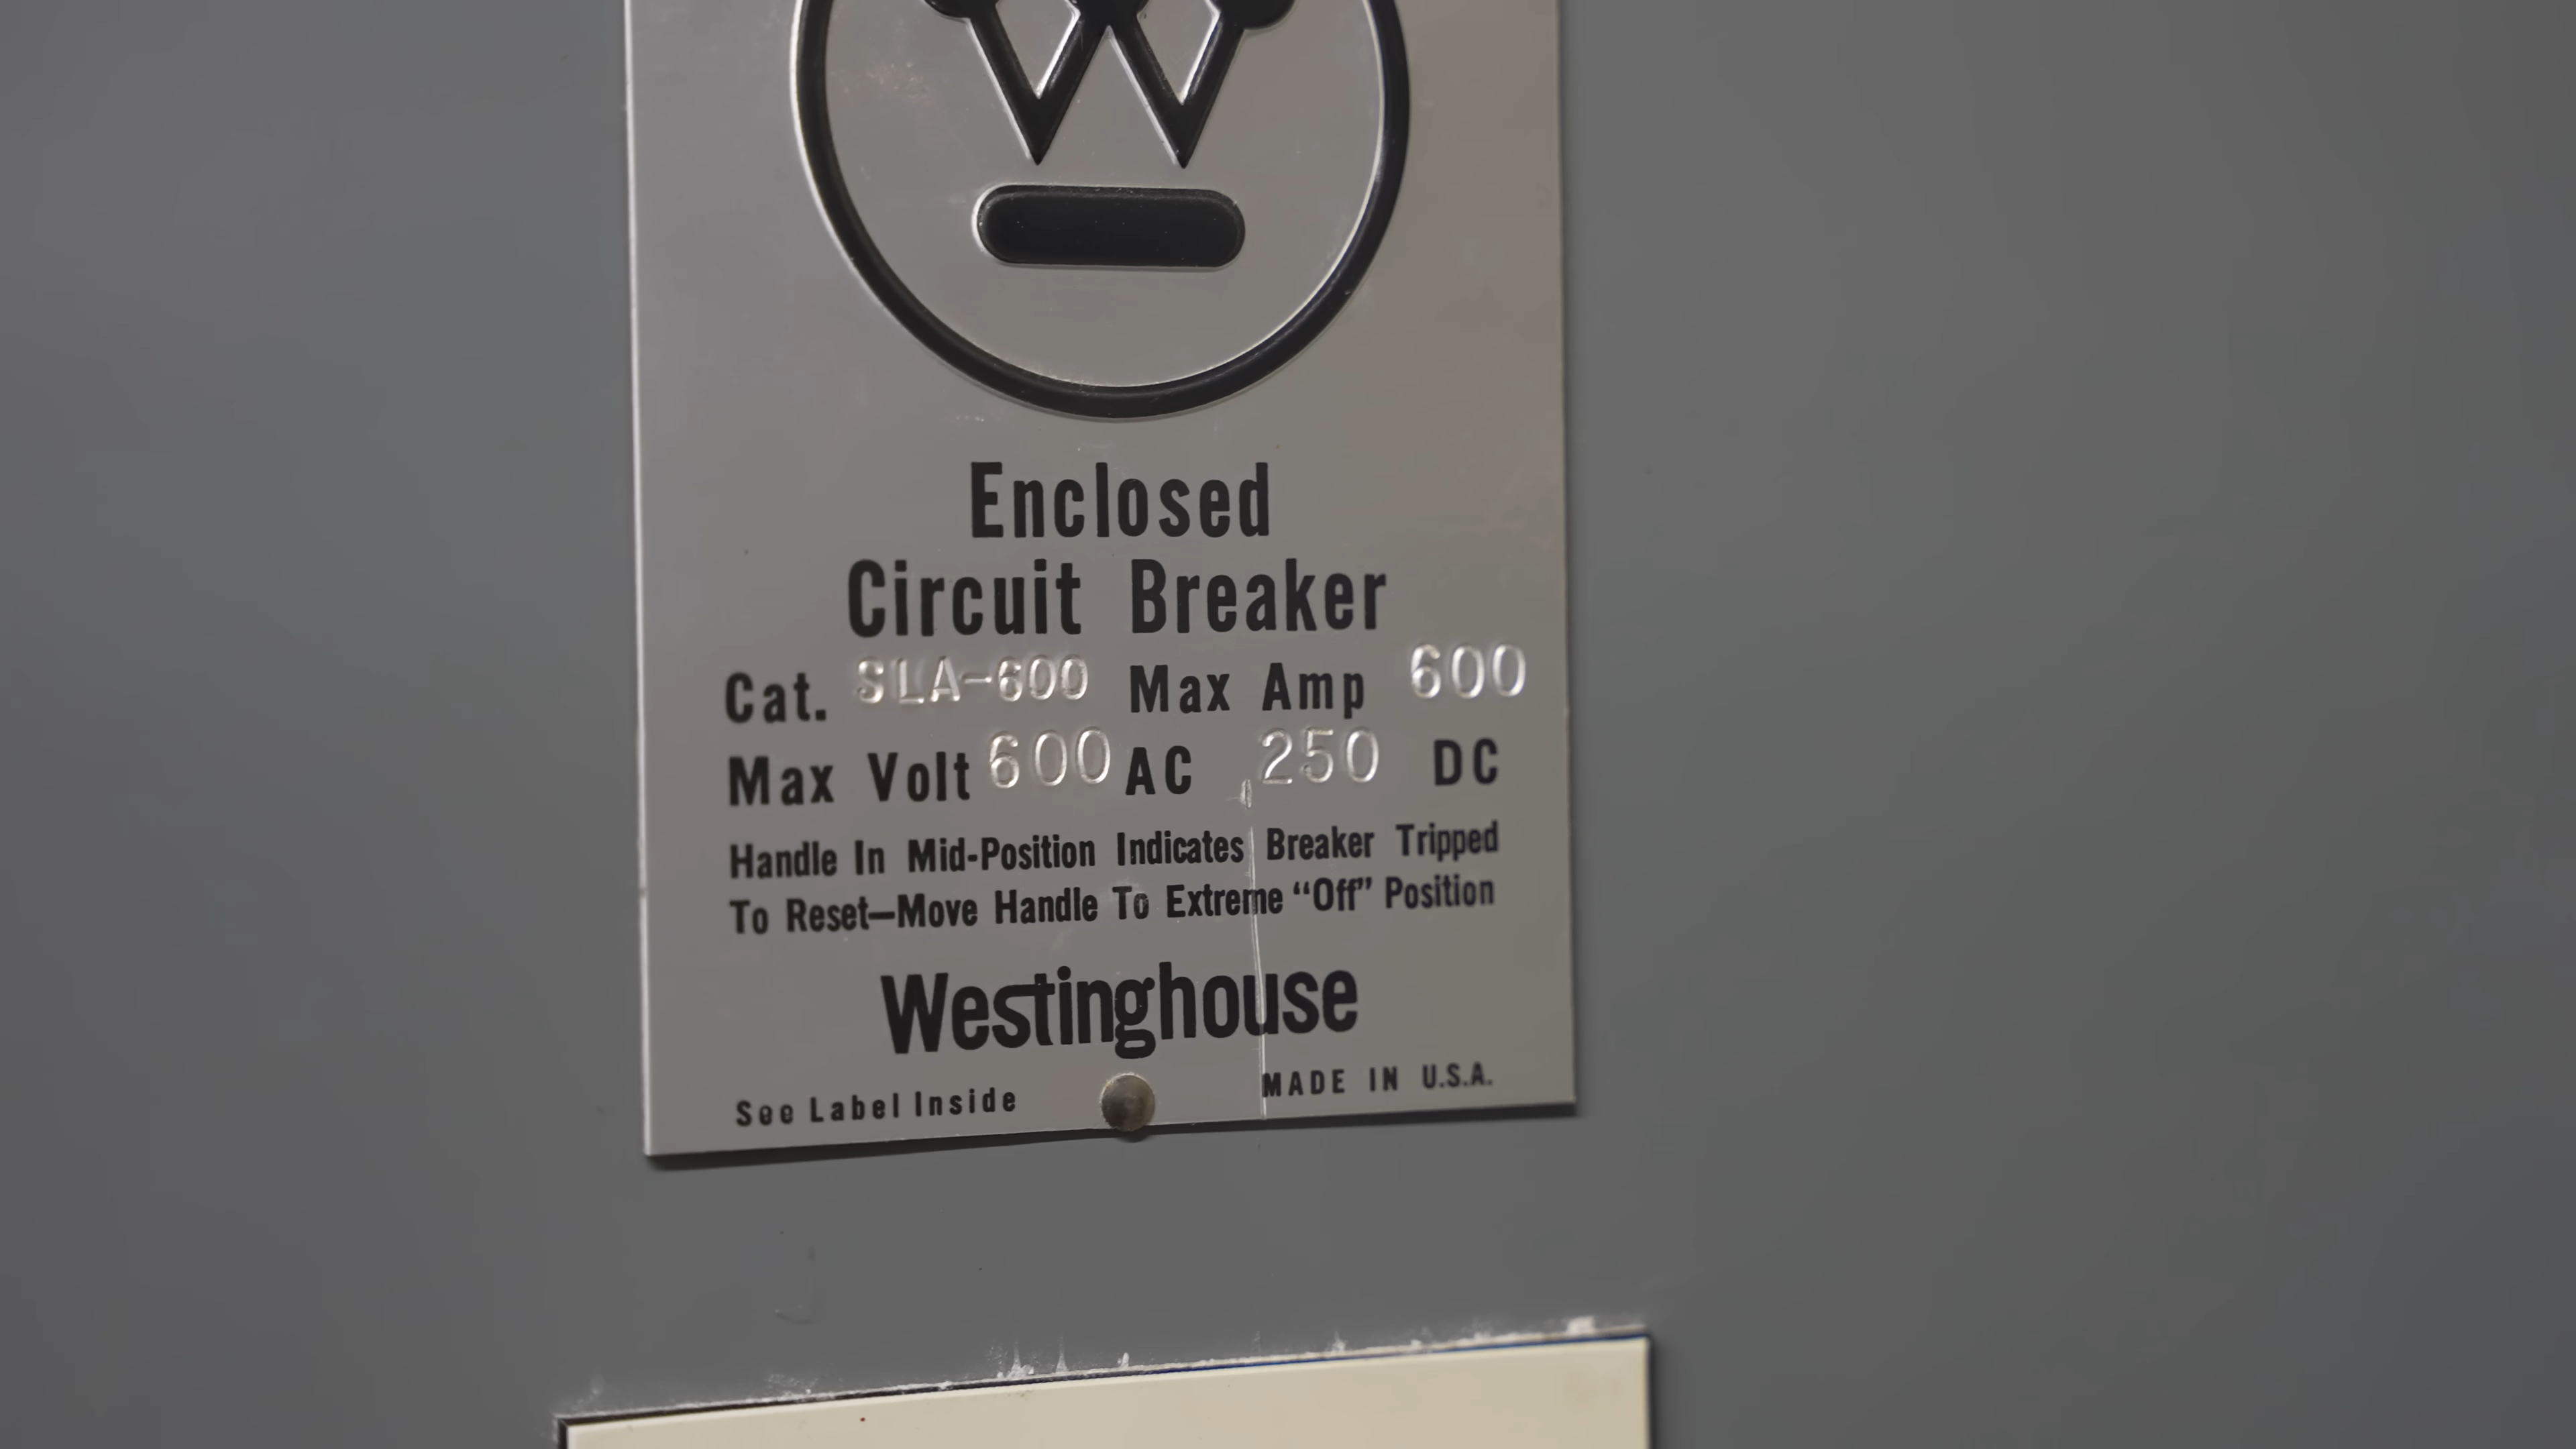 Enclosed
Circuit Breaker
Cat. SLA-600 Max Amp 600
Max Volt 600 AC 250 DC
Handle In Mid-Position Indicates Breaker Tripped
To Reset—Move Handle To Extreme “Off” Position
Westinghouse
See Label Inside MADE IN U.S.A.